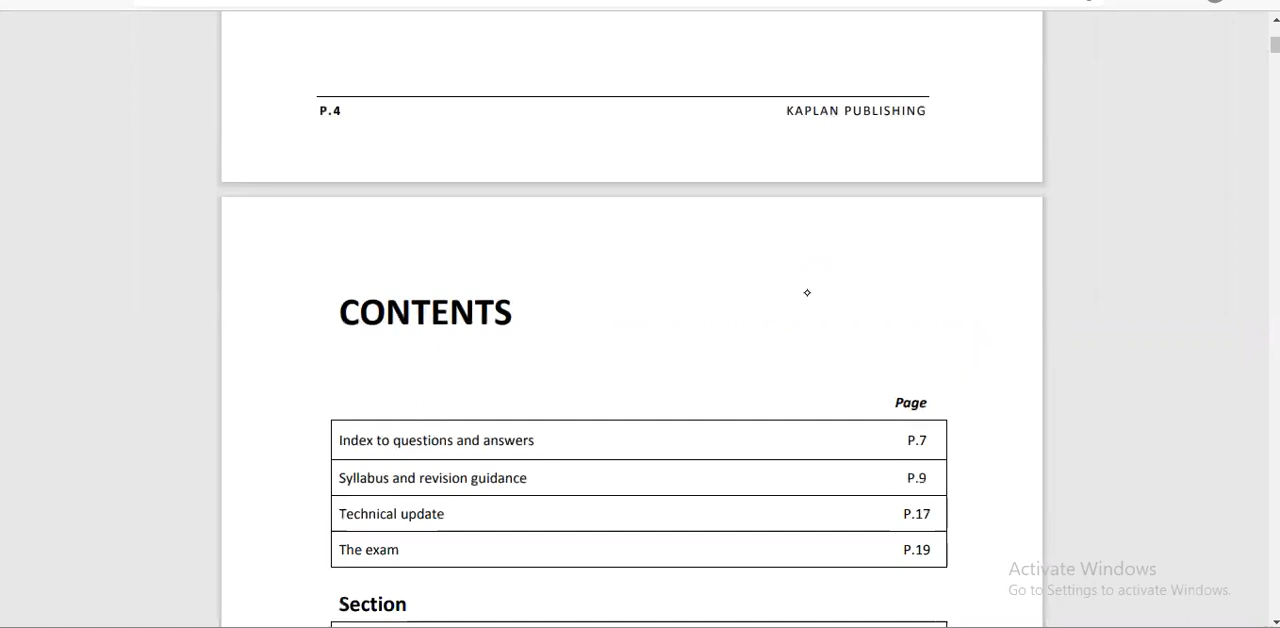 P.4 KAPLAN PUBLISHING
CONTENTS
Page
Index to questions and answers P.7
Syllabus and revision guidance P.9
Technical update P.17
The exam P.19
Section
Activate Windows
Go to Settings to activate Windows.